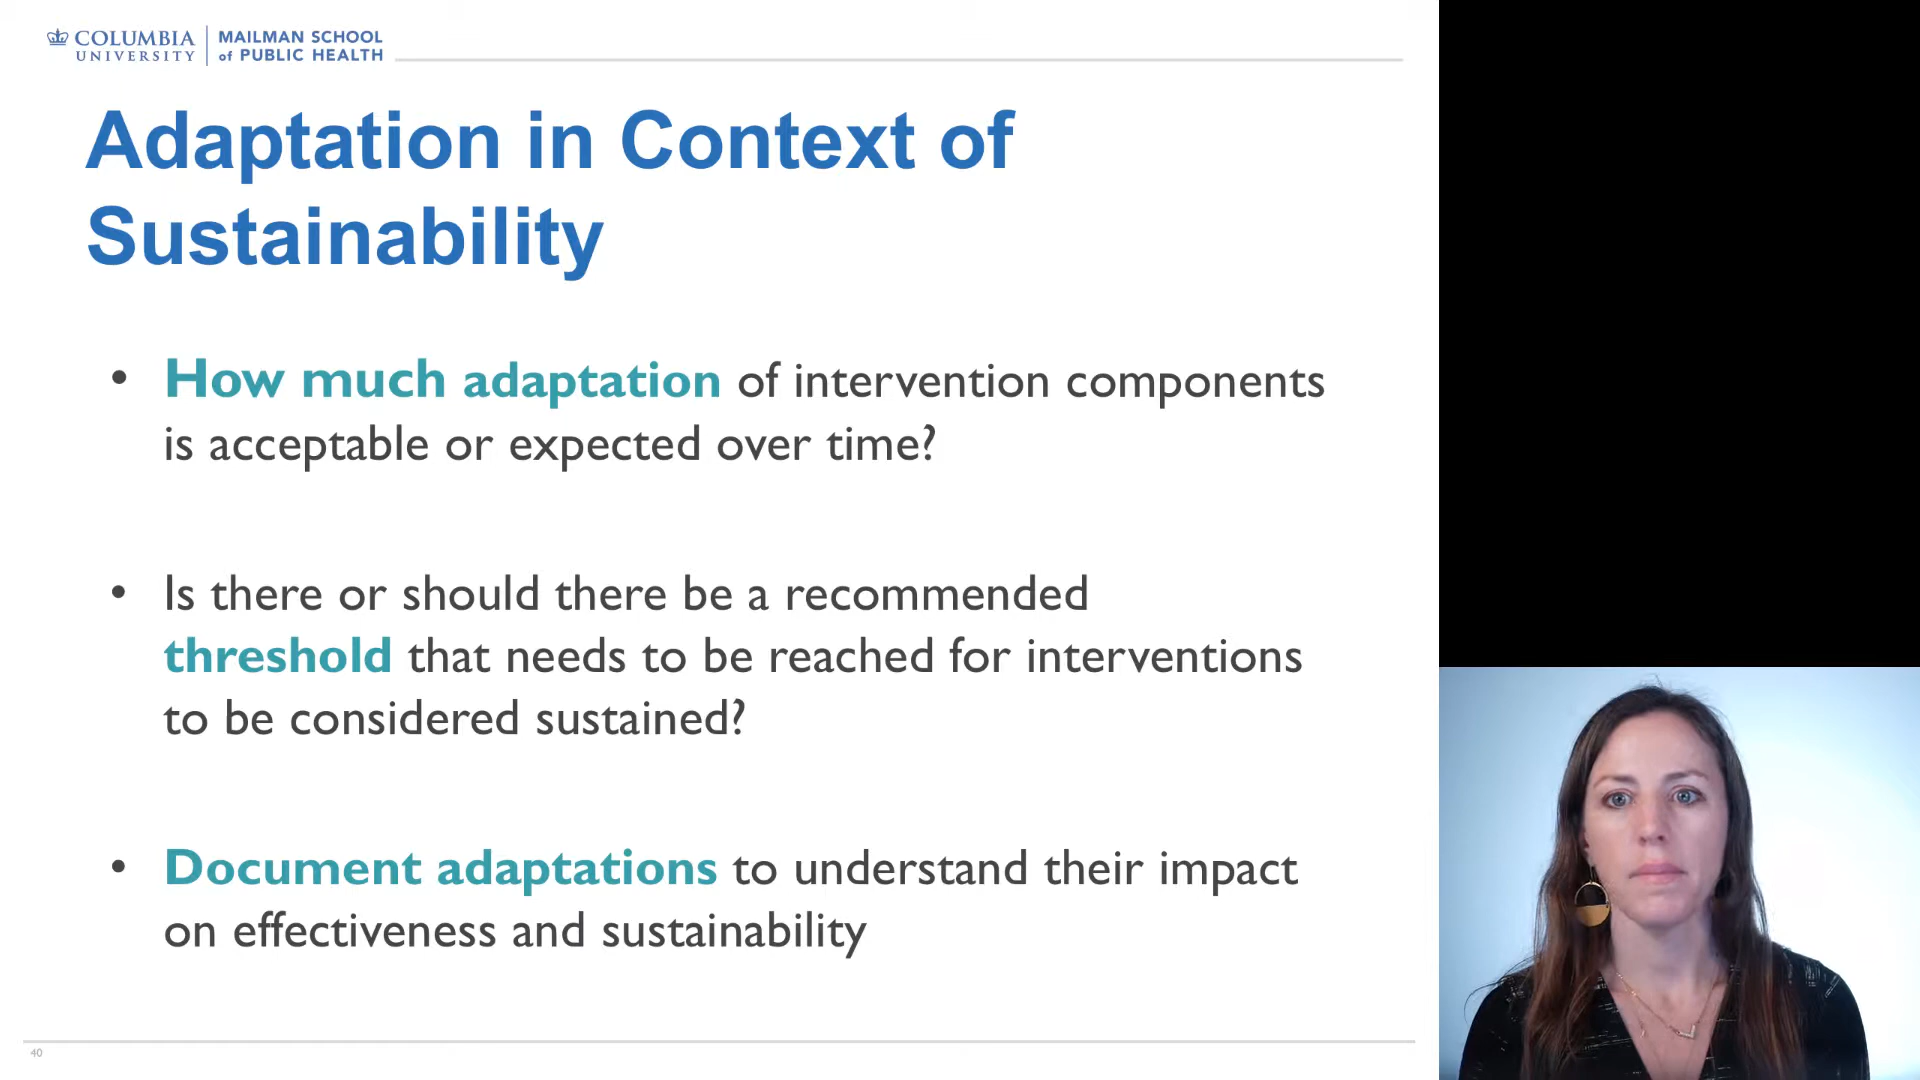 COLUMBIA UNIVERSITY
MAILMAN SCHOOL of PUBLIC HEALTH
Adaptation in Context of
Sustainability
• How much adaptation of intervention components
is acceptable or expected over time?
• Is there or should there be a recommended
threshold that needs to be reached for interventions
to be considered sustained?
• Document adaptations to understand their impact
on effectiveness and sustainability
40